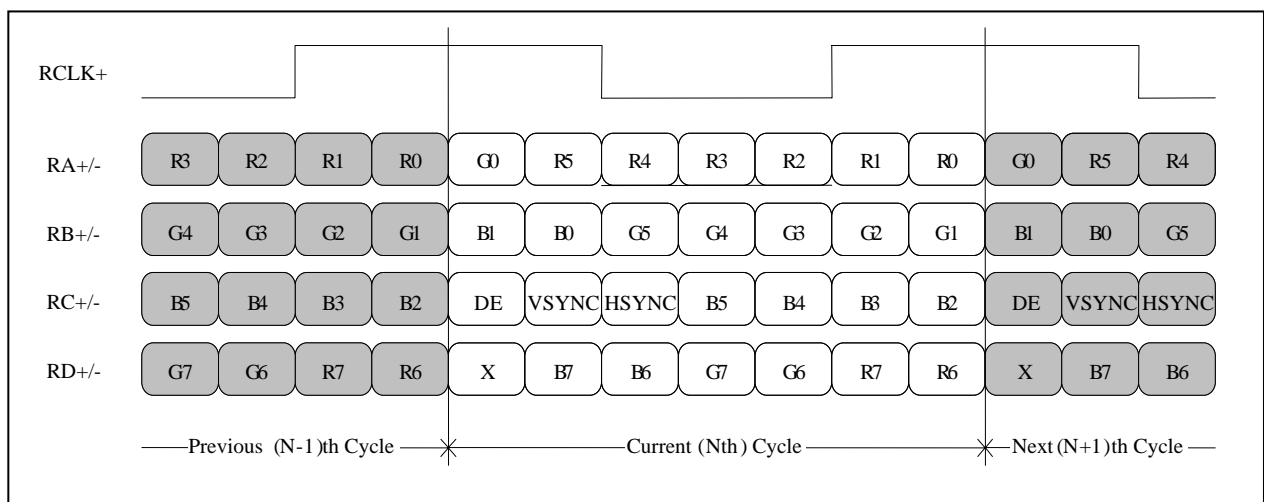 RCLK+
RA+/- R3 R2 R1 R0 G0 R5 R4 R3 R2 R1 R0 G0 R5 R4
RB+/- G4 G3 G2 G1 B1 B0 G5 G4 G3 G2 G1 B1 B0 G5
RC+/- B5 B4 B3 B2 DE VSYNC HSYNC B5 B4 B3 B2 DE VSYNC HSYNC
RD+/- G7 G6 R7 R6 X B7 B6 G7 G6 R7 R6 X B7 B6
Previous (N-1)th Cycle Current (Nth) Cycle Next (N+1)th Cycle